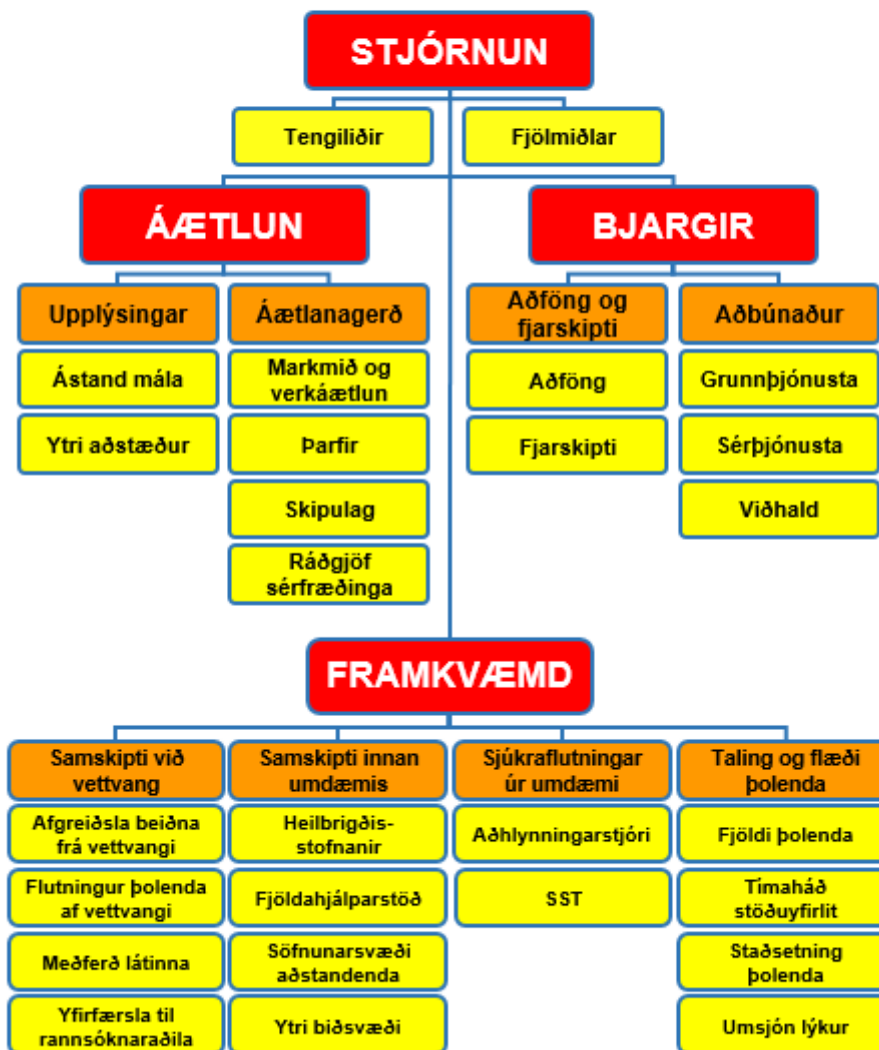 STJÓRNUN
Tengiliðir
Fjölmiðlar
ÁÆTLUN
BJARGIR
Upplýsingar
Áætlanagerð
Aðföng og
fjarskipti
Aðbúnaður
Ástand mála
Markmið og
verkáætlun
Aðföng
Grunnþjónusta
Ytri aðstæður
Þarfir
Fjarskipti
Sérþjónusta
Skipulag
Viðhald
Ráðgjöf
sérfræðinga
FRAMKVÆMD
Samskipti við
vettvang
Samskipti innan
umdæmis
Sjúkraflutningar
úr umdæmi
Taling og flæði
þolenda
Afgreiðsla beiðna
frá vettvangi
Heilbrigðis-
stofnanir
Aðhlynningarstjóri
Fjöldi þolenda
Flutningur þolenda
af vettvangi
Fjöldahjálparstöð
SST
Tímaháð
stöðuyfirlit
Meðferð látinna
Söfnunarsvæði
aðstandenda
Staðsetning
þolenda
Yfirfærsla til
rannsóknaraðila
Ytri biðsvæði
Umsjón lýkur